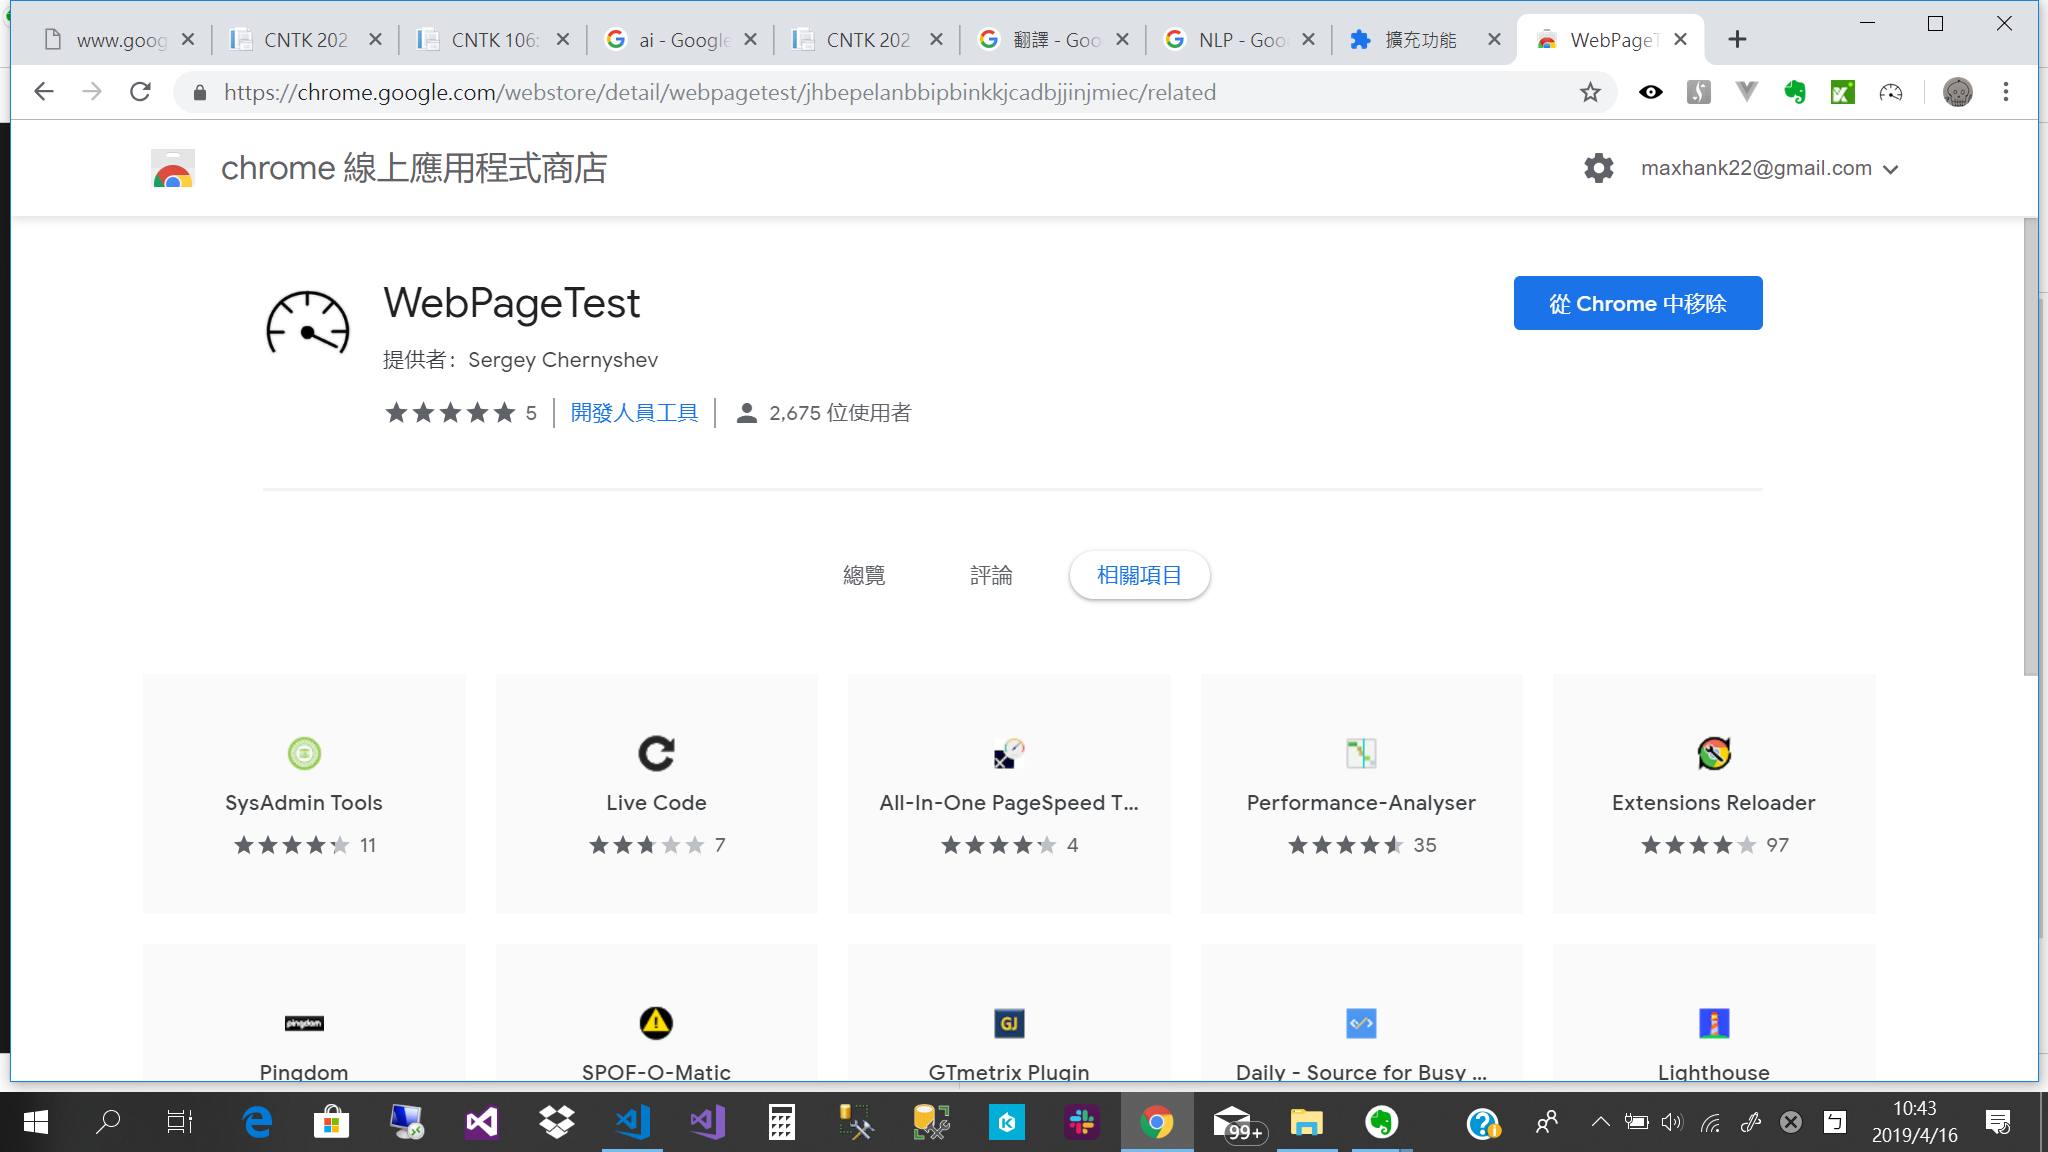 www.goog
CNTK 202
CNTK 106:
ai - Google
CNTK 202
翻譯 - Goo
NLP - Goo
擴充功能
WebPageT
https://chrome.google.com/webstore/detail/webpagetest/jhbepelanbbipbinkkjcadbjjinjmiec/related
chrome 線上應用程式商店
maxhank22@gmail.com
WebPageTest
從 Chrome 中移除
提供者：Sergey Chernyshev
5
開發人員工具
2,675 位使用者
總覽
評論
相關項目
SysAdmin Tools
11
Live Code
7
All-In-One PageSpeed T...
4
Performance-Analyser
35
Extensions Reloader
97
pingdom
Pingdom
SPOF-O-Matic
GJ
GTmetrix Plugin
Daily - Source for Busy ...
Lighthouse
99+
10:43
2019/4/16